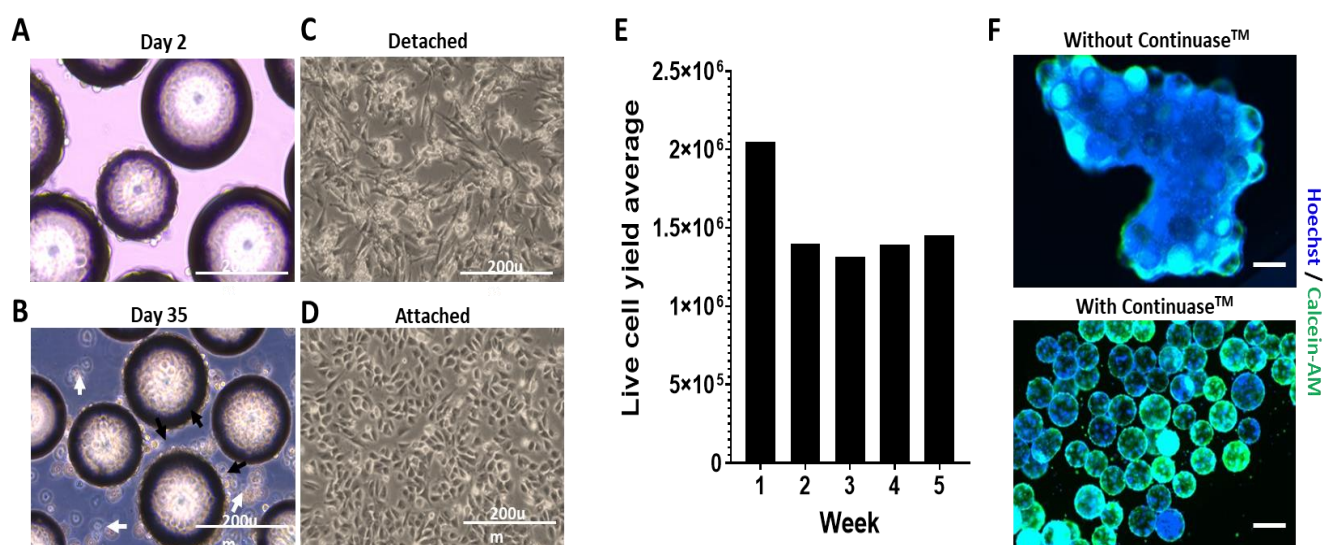 A
Day 2
200u
m
B
Day 35
200u
m
C
Detached
200u
m
D
Attached
200u
m
E
Live cell yield average
2.5×10⁶
2×10⁶
1.5×10⁶
1×10⁶
5×10⁵
0
1
2
3
4
5
Week
F
Without Continuase™
With Continuase™
Hoechst / Calcein-AM